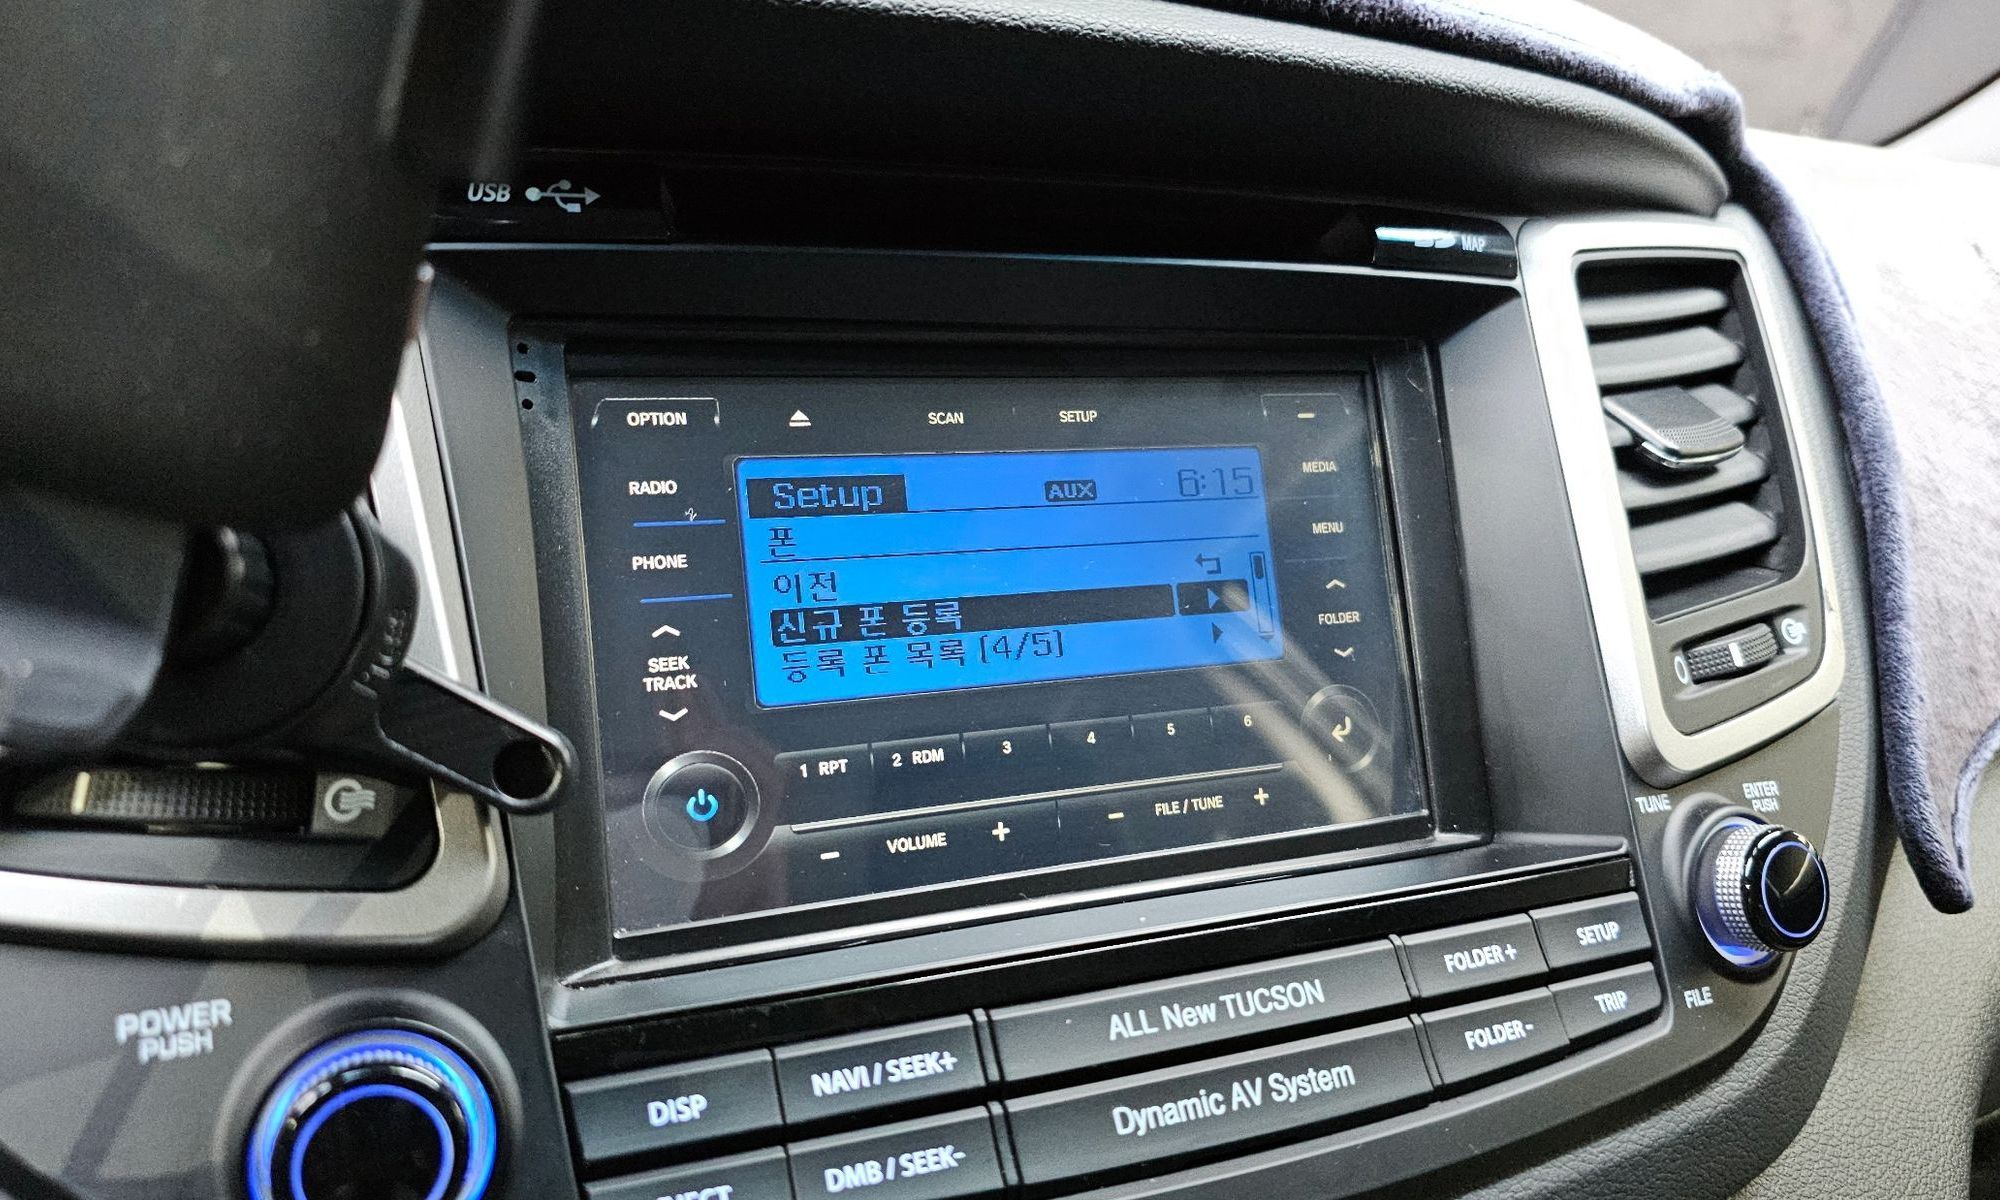 USB
MAP
OPTION
SCAN
SETUP
RADIO
MEDIA
Setup AUX 6:15
폰
이전
신규 폰 등록
등록 폰 목록 [4/5]
PHONE
MENU
SEEK
TRACK
FOLDER
1 RPT 2 RDM 3 4 5 6
- VOLUME + - FILE / TUNE +
TUNE
ENTER
PUSH
FILE
POWER
PUSH
DISP
NAVI / SEEK+
ALL New TUCSON
FOLDER+
SETUP
DMB / SEEK-
Dynamic AV System
FOLDER-
TRIP